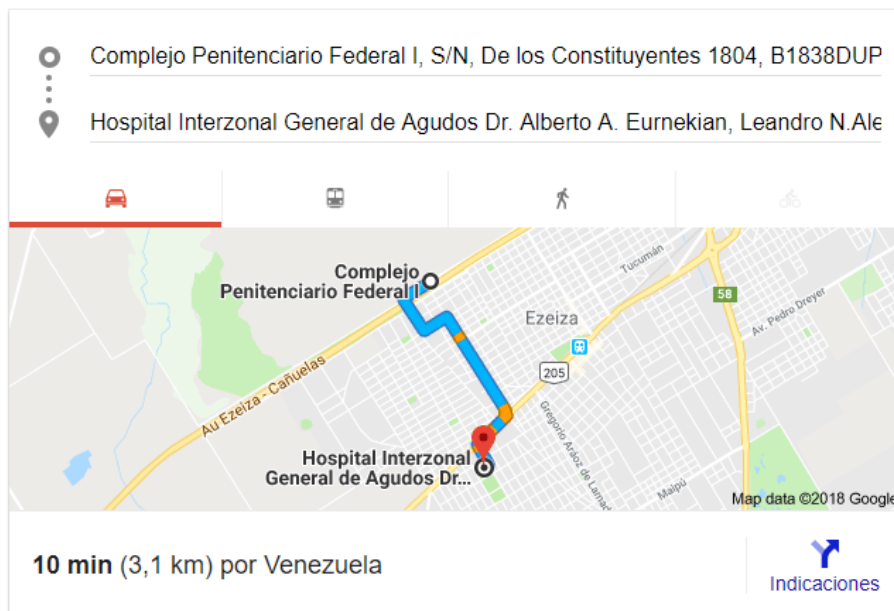 Complejo Penitenciario Federal I, S/N, De los Constituyentes 1804, B1838DUP
Hospital Interzonal General de Agudos Dr. Alberto A. Eurnekian, Leandro N.Ale
Complejo
Penitenciario Federal I
Tucumán
58
Av. Pedro Dreyer
Ezeiza
205
Au Ezeiza - Cañuelas
Gregorio Aráoz de Lamad
Hospital Interzonal
General de Agudos Dr...
Maipú
Map data ©2018 Google
10 min (3,1 km) por Venezuela
Indicaciones